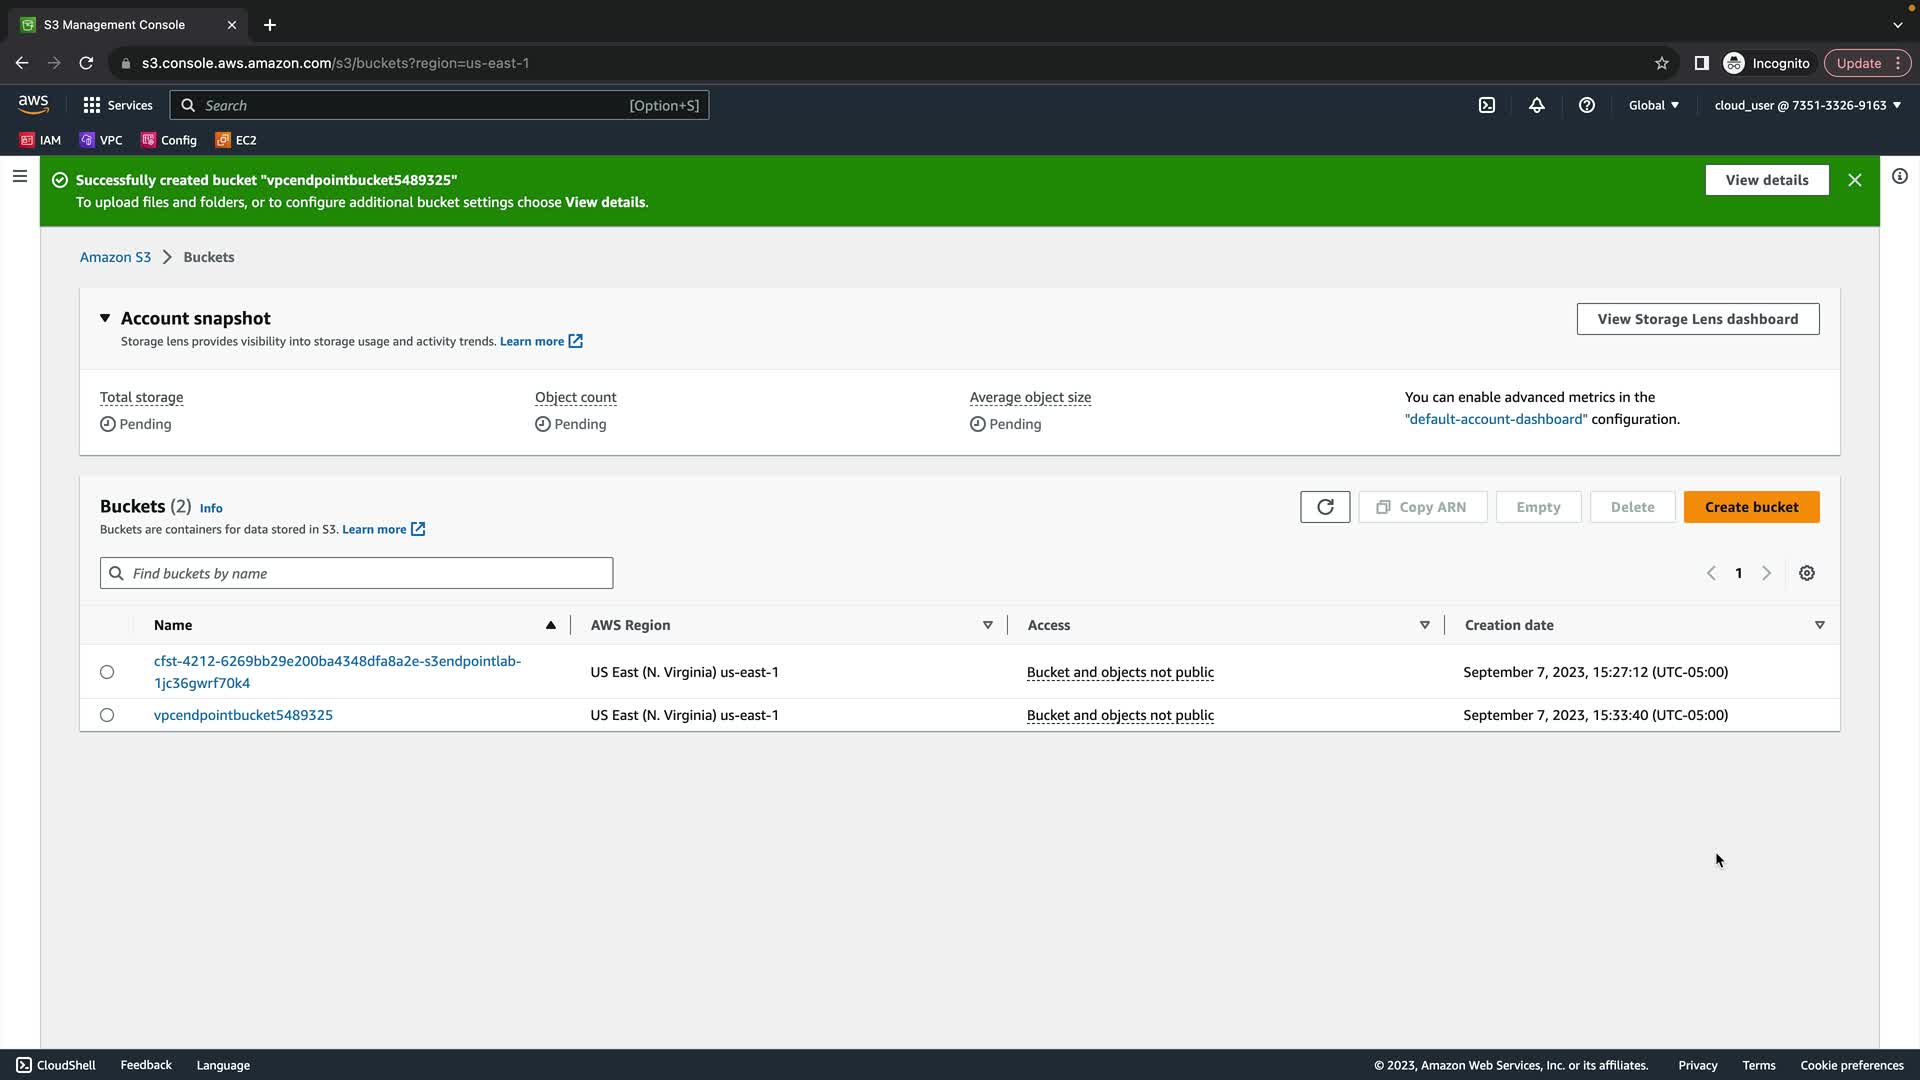 S3 Management Console
s3.console.aws.amazon.com/s3/buckets?region=us-east-1
Incognito
Update
aws
Services
Search
[Option+S]
Global
cloud_user @ 7351-3326-9163
IAM
VPC
Config
EC2
Successfully created bucket "vpcendpointbucket5489325"
To upload files and folders, or to configure additional bucket settings choose View details.
View details
Amazon S3
Buckets
Account snapshot
Storage lens provides visibility into storage usage and activity trends. Learn more
View Storage Lens dashboard
Total storage
Pending
Object count
Pending
Average object size
Pending
You can enable advanced metrics in the
"default-account-dashboard" configuration.
Buckets (2) Info
Buckets are containers for data stored in S3. Learn more
Copy ARN
Empty
Delete
Create bucket
Find buckets by name
1
Name
AWS Region
Access
Creation date
cfst-4212-6269bb29e200ba4348dfa8a2e-s3endpointlab-
1jc36gwrf70k4
US East (N. Virginia) us-east-1
Bucket and objects not public
September 7, 2023, 15:27:12 (UTC-05:00)
vpcendpointbucket5489325
US East (N. Virginia) us-east-1
Bucket and objects not public
September 7, 2023, 15:33:40 (UTC-05:00)
CloudShell
Feedback
Language
© 2023, Amazon Web Services, Inc. or its affiliates.
Privacy
Terms
Cookie preferences